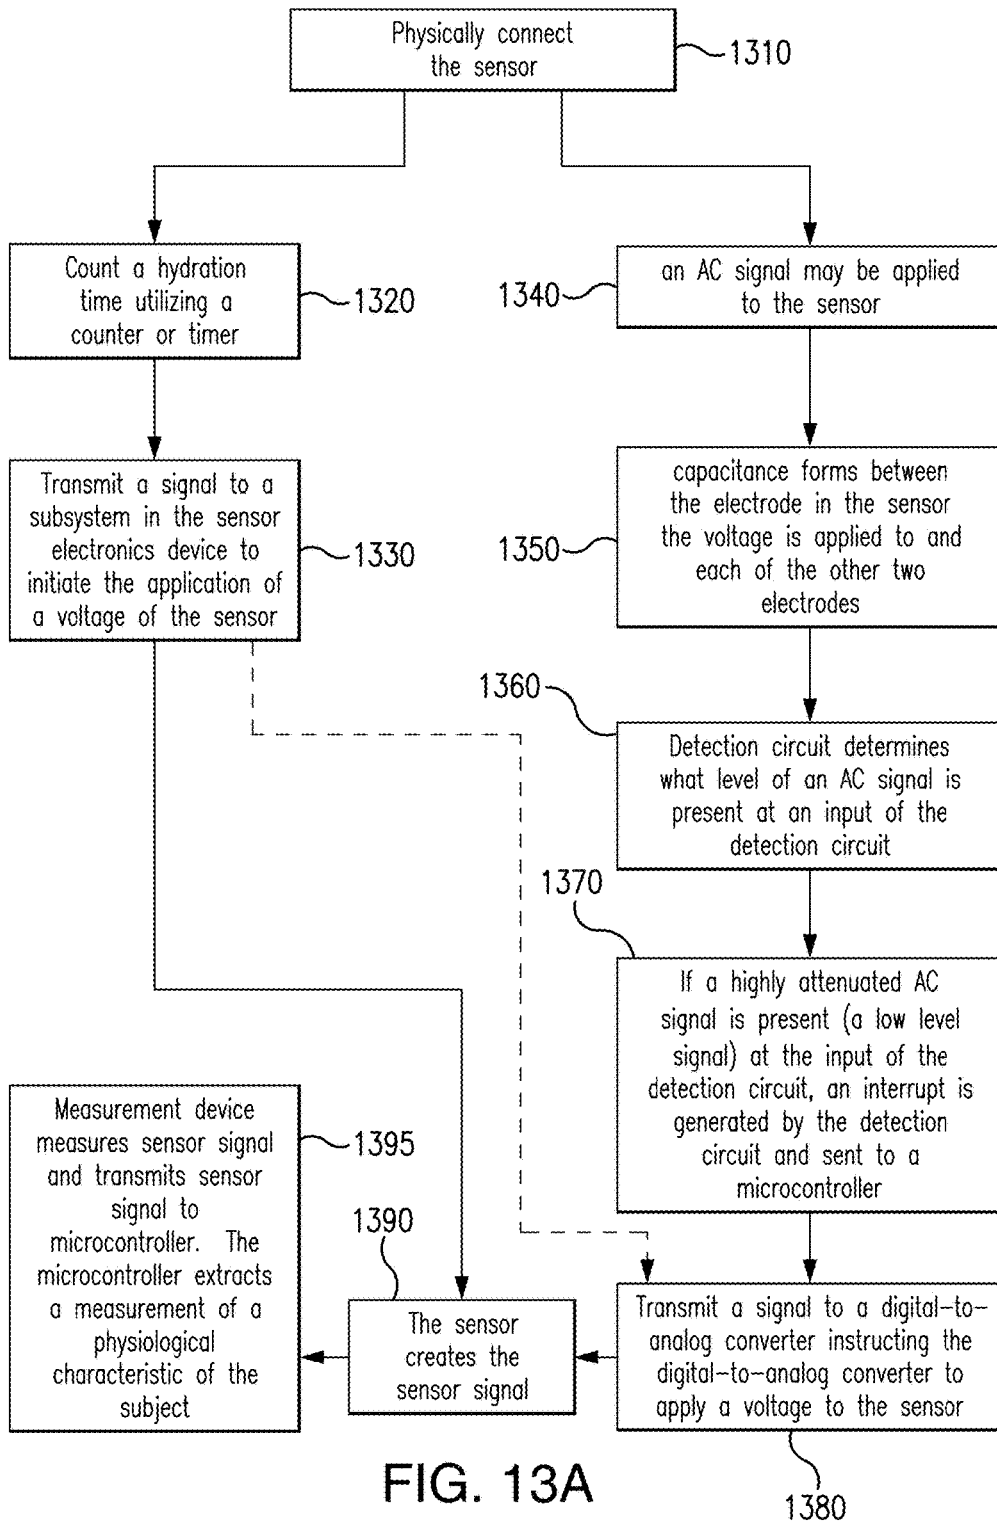 Physically connect
the sensor
1310
Count a hydration
time utilizing a
counter or timer
1320
an AC signal may be applied
to the sensor
1340
Transmit a signal to a
subsystem in the sensor
electronics device to
initiate the application of
a voltage of the sensor
1330
capacitance forms between
the electrode in the sensor
the voltage is applied to and
each of the other two
electrodes
1350
1360
Detection circuit determines
what level of an AC signal is
present at an input of the
detection circuit
1370
If a highly attenuated AC
signal is present (a low level
signal) at the input of the
detection circuit, an interrupt is
generated by the detection
circuit and sent to a
microcontroller
Measurement device
measures sensor signal
and transmits sensor
signal to
microcontroller. The
microcontroller extracts
a measurement of a
physiological
characteristic of the
subject
1395
1390
The sensor
creates the
sensor signal
Transmit a signal to a digital-to-
analog converter instructing the
digital-to-analog converter to
apply a voltage to the sensor
1380
FIG. 13A